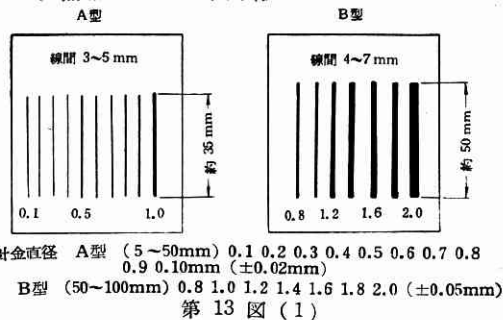 A型 B型
線間 3~5mm 線間 4~7mm
約 35 mm 約 50 mm
0.1 0.5 1.0 0.8 1.2 1.6 2.0
針金直径 A型 (5~50mm) 0.1 0.2 0.3 0.4 0.5 0.6 0.7 0.8
0.9 0.10mm (±0.02mm)
B型 (50~100mm) 0.8 1.0 1.2 1.4 1.6 1.8 2.0 (±0.05mm)
第 13 図 (1)